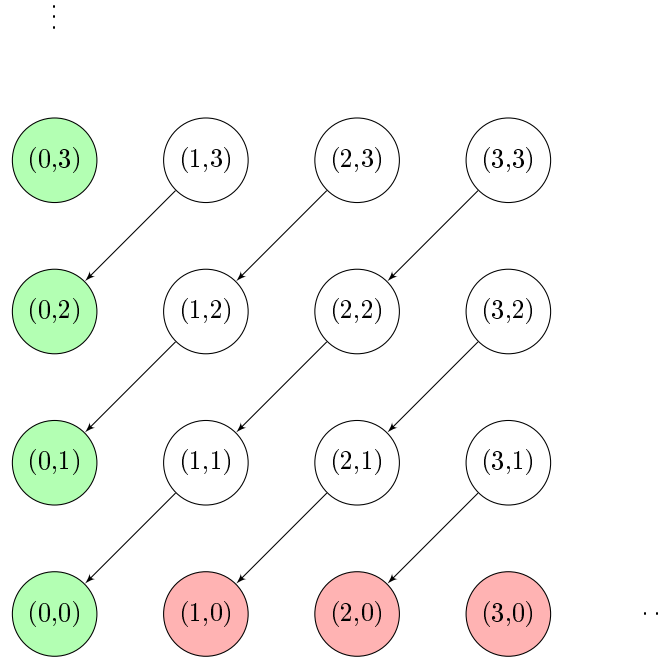 ⋮
(0,3) (1,3) (2,3) (3,3)
(0,2) (1,2) (2,2) (3,2)
(0,1) (1,1) (2,1) (3,1)
(0,0) (1,0) (2,0) (3,0) ..